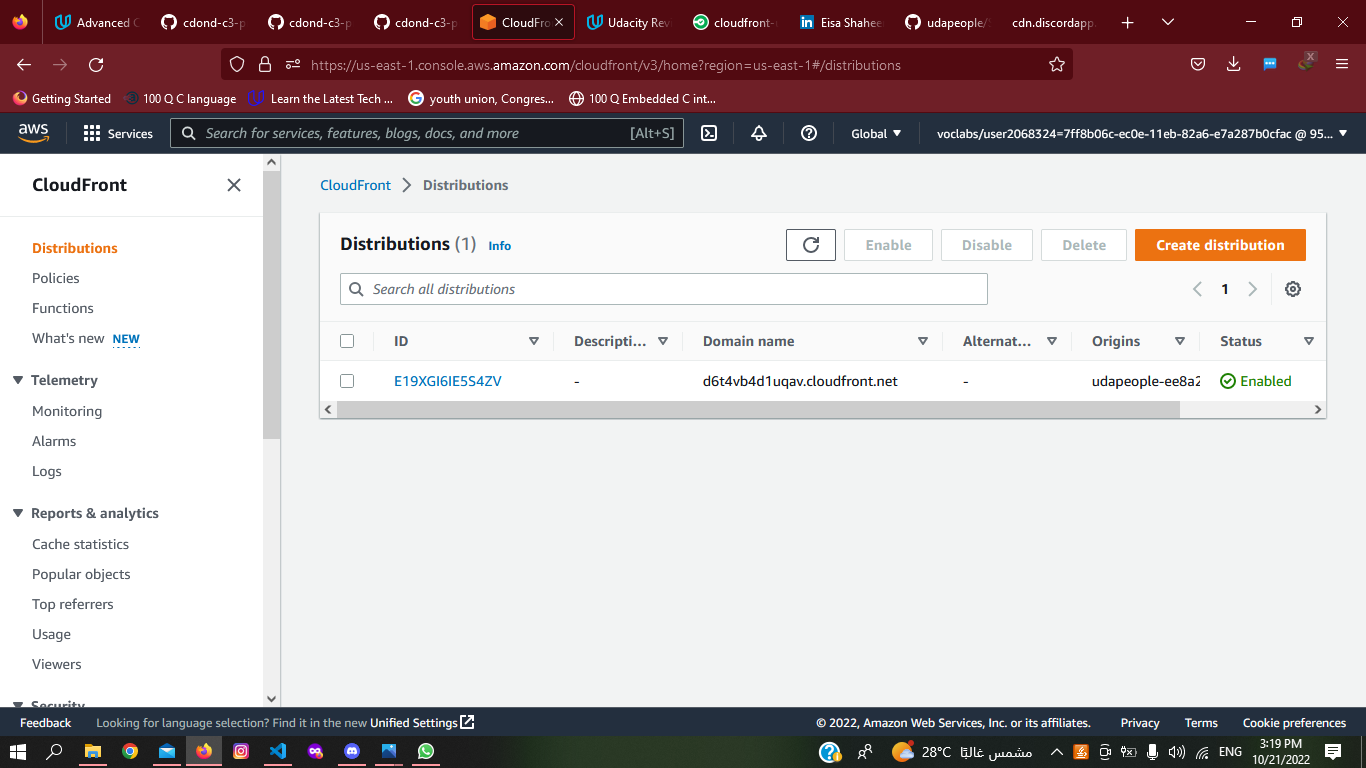 Advanced C
cdond-c3-p
cdond-c3-p
cdond-c3-p
CloudFro
Udacity Rev
cloudfront-
Eisa Shahee
udapeople/
cdn.discordapp.
https://us-east-1.console.aws.amazon.com/cloudfront/v3/home?region=us-east-1#/distributions
Getting Started
100 Q C language
Learn the Latest Tech ...
youth union, Congres...
100 Q Embedded C int...
aws
Services
Search for services, features, blogs, docs, and more
[Alt+S]
Global
voclabs/user2068324=7ff8b06c-ec0e-11eb-82a6-e7a287b0cfac @ 95...
CloudFront
Distributions
Policies
Functions
What's new NEW
Telemetry
Monitoring
Alarms
Logs
Reports & analytics
Cache statistics
Popular objects
Top referrers
Usage
Viewers
Security
CloudFront
Distributions
Distributions (1) Info
Enable
Disable
Delete
Create distribution
Search all distributions
1
ID
Descripti...
Domain name
Alternat...
Origins
Status
E19XGI6IE5S4ZV
-
d6t4vb4d1uqav.cloudfront.net
-
udapeople-ee8a2
Enabled
Feedback
Looking for language selection? Find it in the new Unified Settings
© 2022, Amazon Web Services, Inc. or its affiliates.
Privacy
Terms
Cookie preferences
28°C
مشمس غالبًا
ENG
3:19 PM
10/21/2022